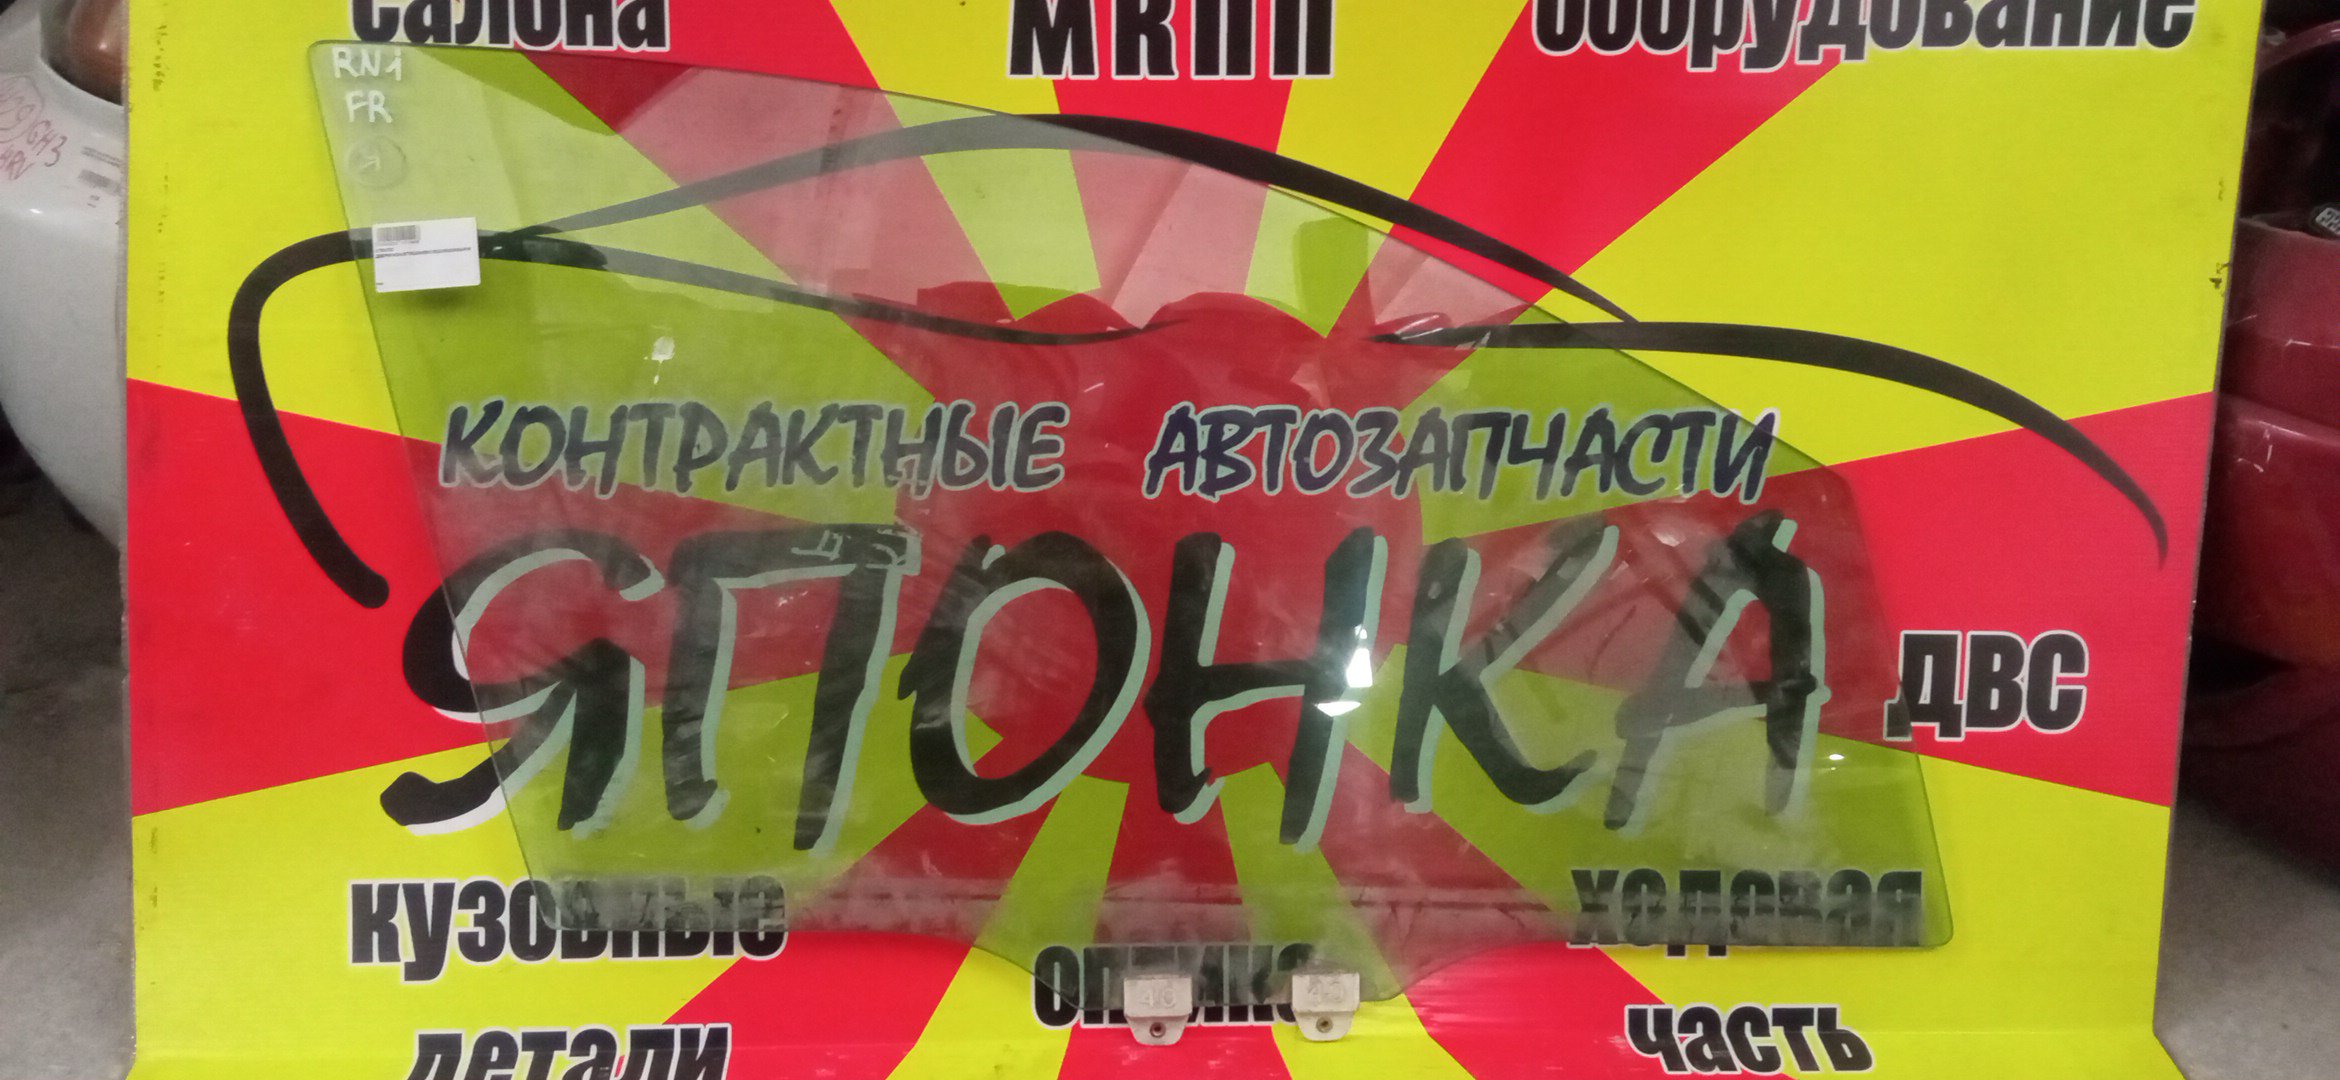 салона
МКПП
оборудование
RN1
FR
КОНТРАКТНЫЕ АВТОЗАПЧАСТИ
ЯПОНКА
ДВС
кузовные
детали
оптика
ходовая
часть